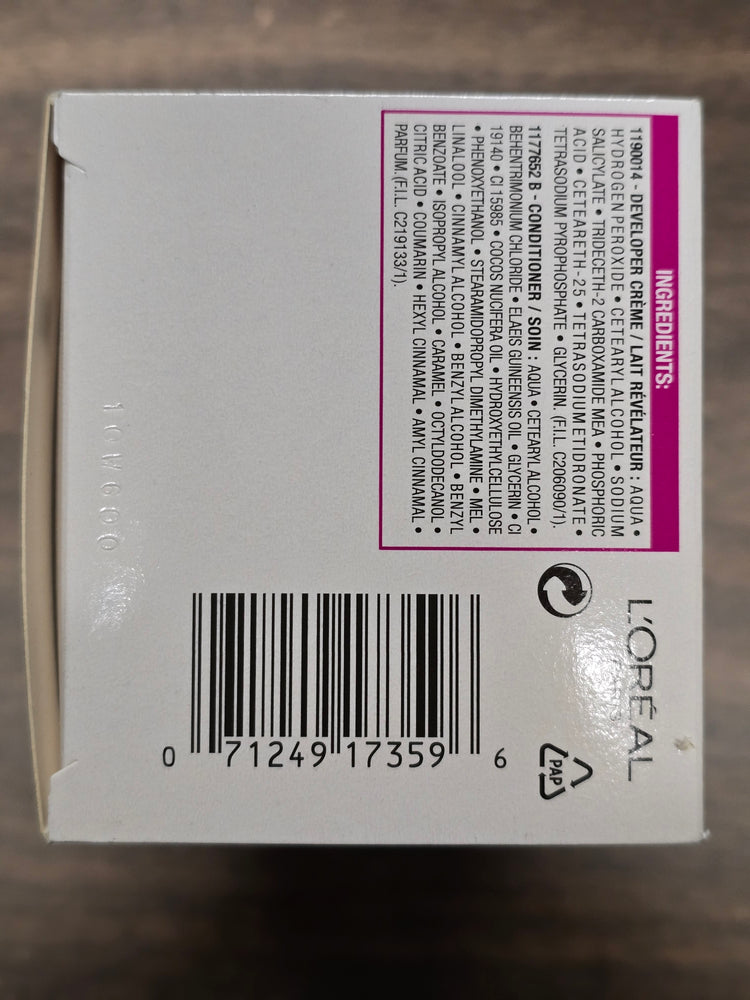 INGREDIENTS:
1190014 - DEVELOPER CRÈME / LAIT RÉVÉLATEUR : AQUA •
HYDROGEN PEROXIDE • CETEARYL ALCOHOL • SODIUM
SALICYLATE • TRIDECETH-2 CARBOXAMIDE MEA • PHOSPHORIC
ACID • CETEARETH-25 • TETRASODIUM ETIDRONATE •
TETRASODIUM PYROPHOSPHATE • GLYCERIN. (F.I.L. C206090/1).
1177652 B - CONDITIONER / SOIN : AQUA • CETEARYL ALCOHOL •
BEHENTRIMONIUM CHLORIDE • ELAEIS GUINEENSIS OIL • GLYCERIN • CI
19140 • CI 15985 • COCOS NUCIFERA OIL • HYDROXYETHYLCELLULOSE
• PHENOXYETHANOL • STEARAMIDOPROPYL DIMETHYLAMINE • MEL •
LINALOOL • CINNAMYL ALCOHOL • BENZYL ALCOHOL • BENZYL
BENZOATE • ISOPROPYL ALCOHOL • CARAMEL • OCTYLDODECANOL •
CITRIC ACID • COUMARIN • HEXYL CINNAMAL • AMYL CINNAMAL •
PARFUM. (F.I.L. C219133/1).
10W600
L'ORÉAL
PARIS
PAP
0 71249 17359 6